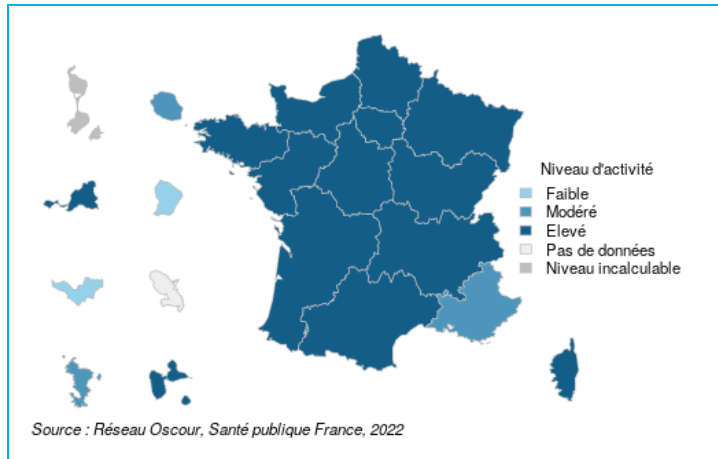 Niveau d'activité
Faible
Modéré
Elevé
Pas de données
Niveau incalculable
Source : Réseau Oscour, Santé publique France, 2022